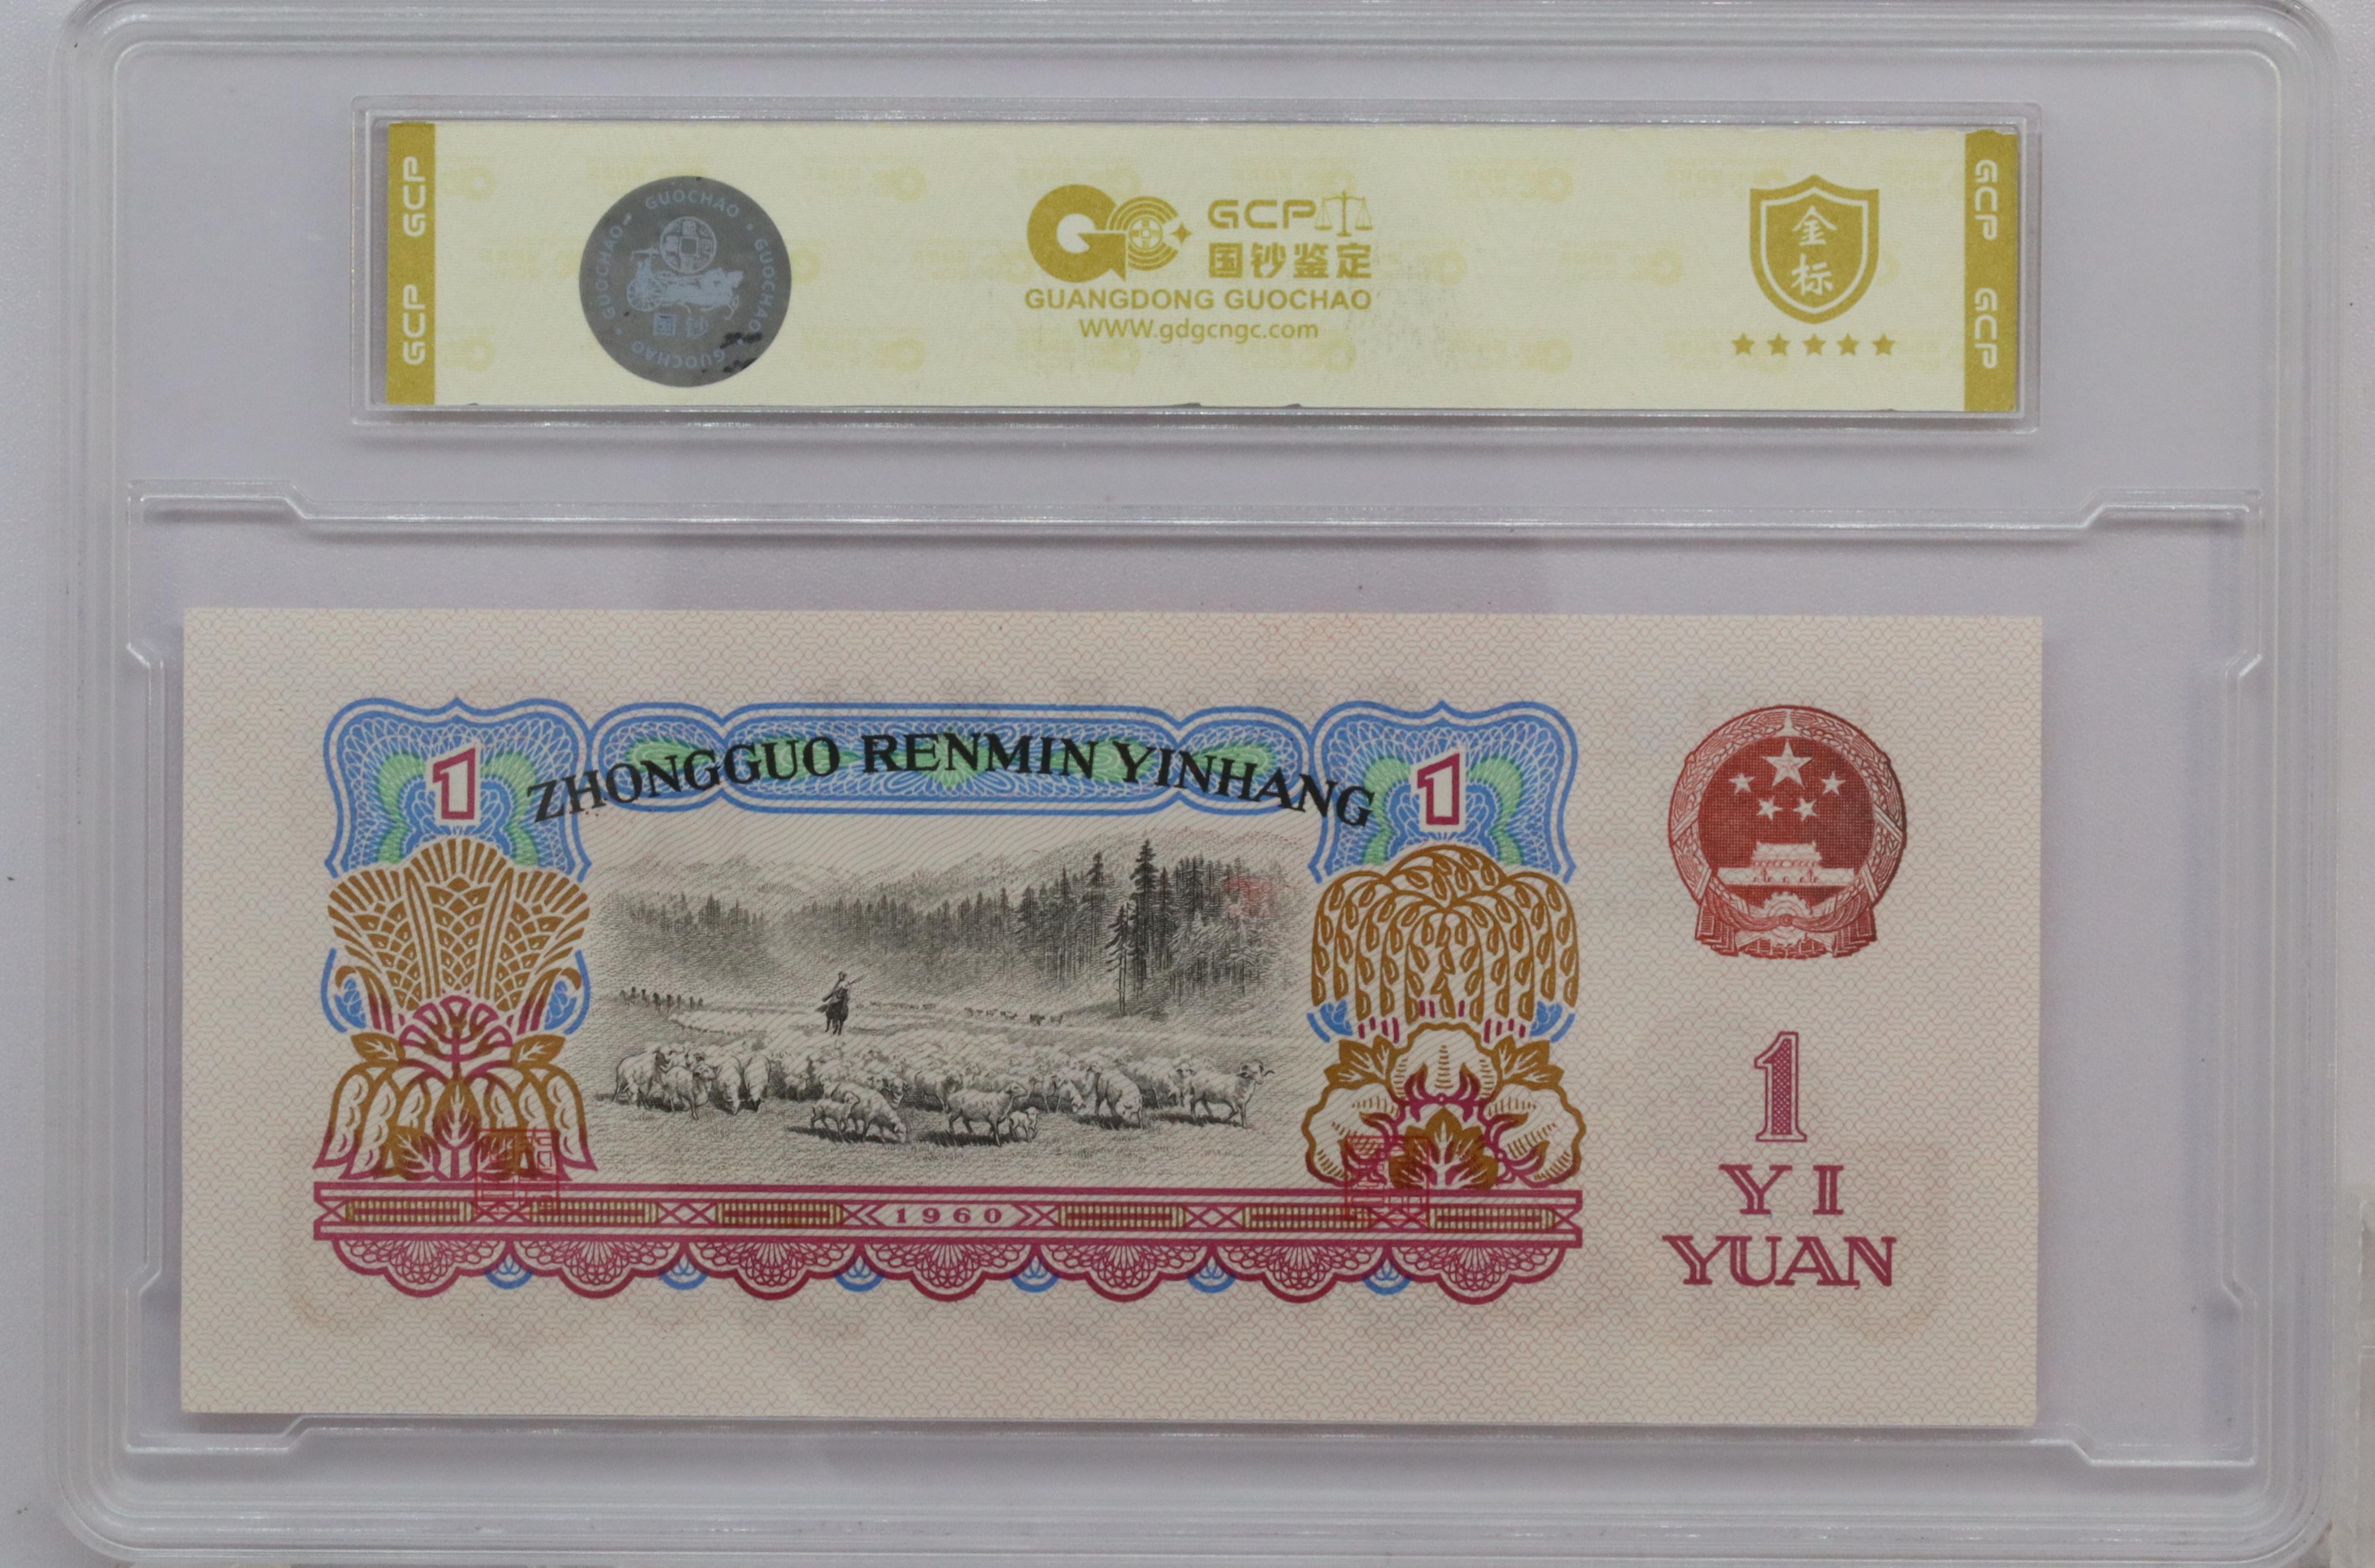 GCP GCP
GUOCHAO · GUOCHAO · GUOCHAO · GUOCHAO
国钞
GCP
国钞鉴定
GUANGDONG GUOCHAO
WWW.gdgcngc.com
金标
GCP GCP
1 ZHONGGUO RENMIN YINHANG 1
1960
1
YI
YUAN